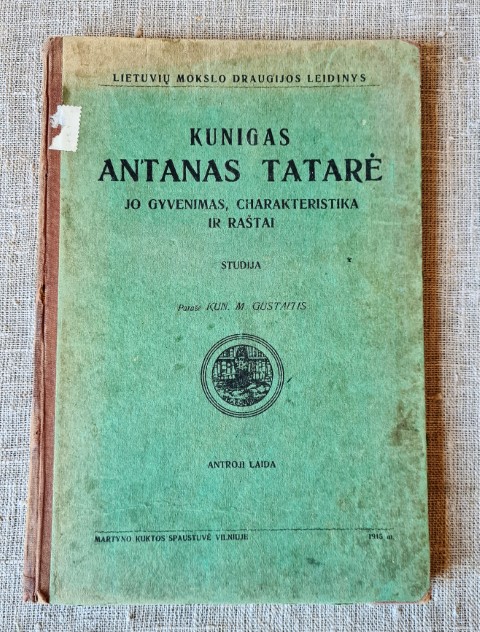 LIETUVIŲ MOKSLO DRAUGIJOS LEIDINYS
KUNIGAS
ANTANAS TATARĖ
JO GYVENIMAS, CHARAKTERISTIKA
IR RAŠTAI
STUDIJA
Parašė KUN. M. GUSTAITIS
ANTROJI LAIDA
MARTYNO KUKTOS SPAUSTUVĖ VILNIUJE 1915 m.